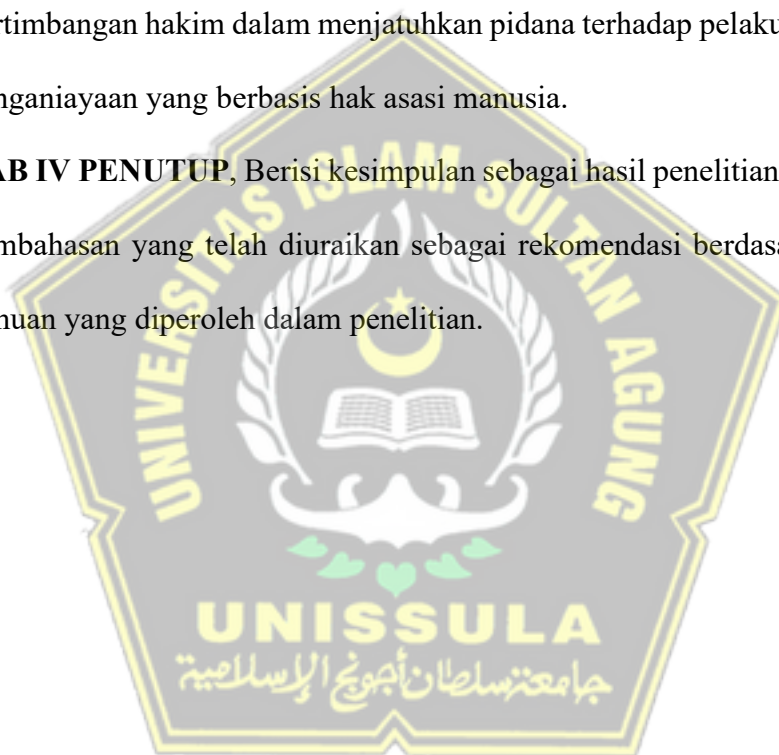 rtimbangan hakim dalam menjatuhkan pidana terhadap pelaku
nganiayaan yang berbasis hak asasi manusia.
AB IV PENUTUP, Berisi kesimpulan sebagai hasil penelitian
mbahasan yang telah diuraikan sebagai rekomendasi berdasa
nuan yang diperoleh dalam penelitian.
UNIVERSITAS ISLAM SULTAN AGUNG
UNISSULA
جامعة سلطان أجونج الإسلامية